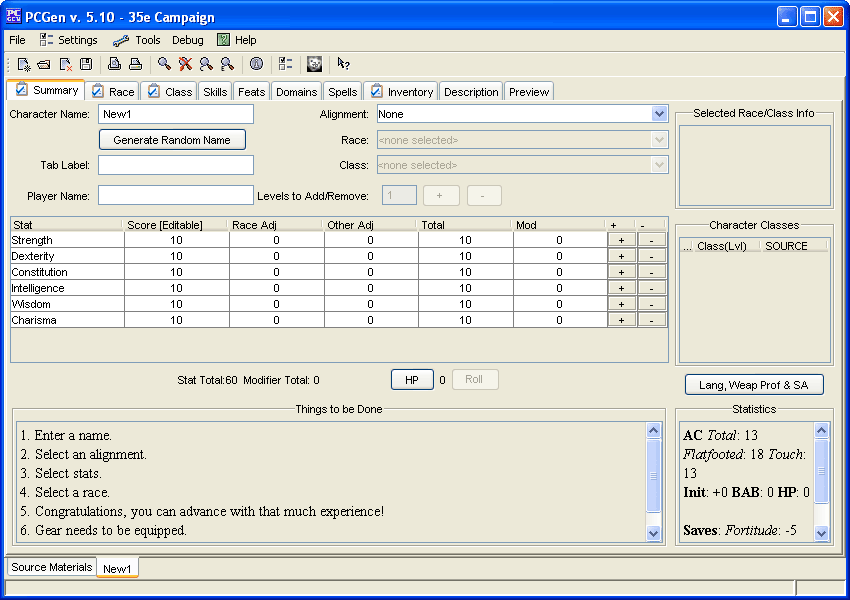 PCGen v. 5.10 - 35e Campaign
File Settings Tools Debug Help
Summary Race Class Skills Feats Domains Spells Inventory Description Preview
Character Name: New1 Alignment: None
Generate Random Name Race: <none selected>
Tab Label: Class: <none selected>
Player Name: Levels to Add/Remove: 1 + -
Selected Race/Class Info
Stat Score [Editable] Race Adj Other Adj Total Mod + -
Strength 10 0 0 10 0 + -
Dexterity 10 0 0 10 0 + -
Constitution 10 0 0 10 0 + -
Intelligence 10 0 0 10 0 + -
Wisdom 10 0 0 10 0 + -
Charisma 10 0 0 10 0 + -
Character Classes
... Class(Lvl) SOURCE
Stat Total:60 Modifier Total: 0 HP 0 Roll
Lang, Weap Prof & SA
Things to be Done
1. Enter a name.
2. Select an alignment.
3. Select stats.
4. Select a race.
5. Congratulations, you can advance with that much experience!
6. Gear needs to be equipped.
Statistics
AC Total: 13
Flatfooted: 18 Touch:
13
Init: +0 BAB: 0 HP: 0
Saves: Fortitude: -5
Source Materials New1